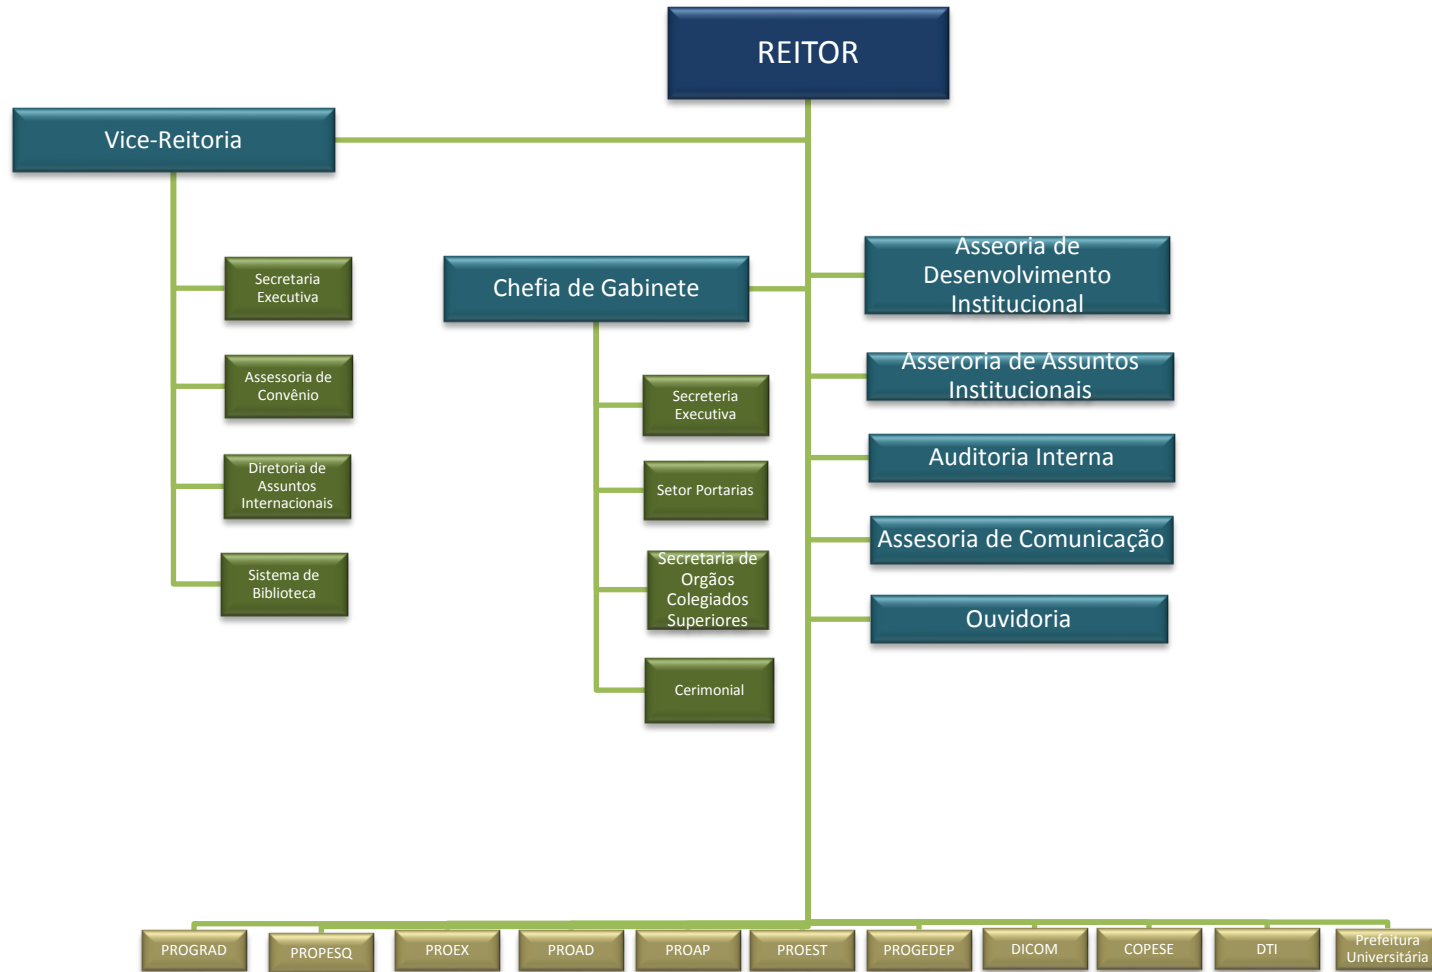 REITOR
Vice-Reitoria
Secretaria
Executiva
Assessoria de
Convênio
Diretoria de
Assuntos
Internacionais
Sistema de
Biblioteca
Chefia de Gabinete
Secreteria
Executiva
Setor Portarias
Secretaria de
Orgãos
Colegiados
Superiores
Cerimonial
Asseoria de
Desenvolvimento
Institucional
Asseroria de Assuntos
Institucionais
Auditoria Interna
Assesoria de Comunicação
Ouvidoria
PROGRAD
PROPESQ
PROEX
PROAD
PROAP
PROEST
PROGEDEP
DICOM
COPESE
DTI
Prefeitura
Universitária